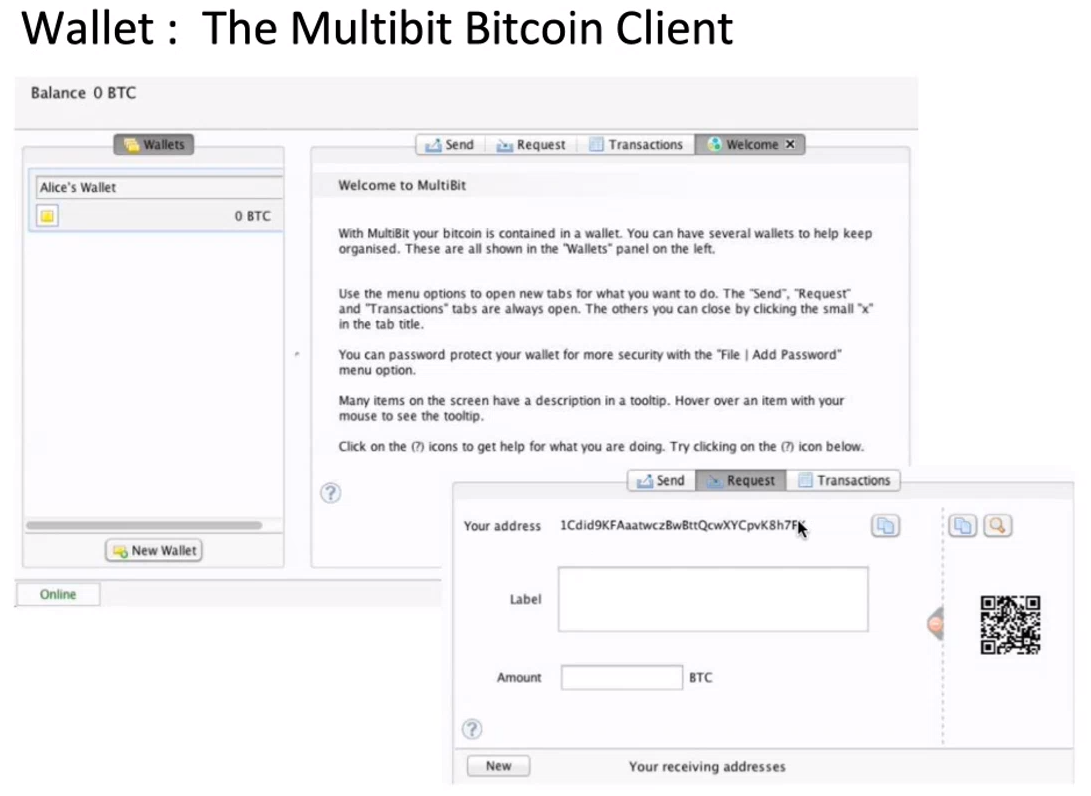 Wallet : The Multibit Bitcoin Client
Balance 0 BTC
Wallets
Send Request Transactions Welcome ×
Alice's Wallet
0 BTC
Welcome to MultiBit
With MultiBit your bitcoin is contained in a wallet. You can have several wallets to help keep
organised. These are all shown in the "Wallets" panel on the left.
Use the menu options to open new tabs for what you want to do. The "Send", "Request"
and "Transactions" tabs are always open. The others you can close by clicking the small "x"
in the tab title.
You can password protect your wallet for more security with the "File | Add Password"
menu option.
Many items on the screen have a description in a tooltip. Hover over an item with your
mouse to see the tooltip.
Click on the (?) icons to get help for what you are doing. Try clicking on the (?) icon below.
?
New Wallet
Online
Send Request Transactions
Your address
Label
Amount BTC
?
New Your receiving addresses